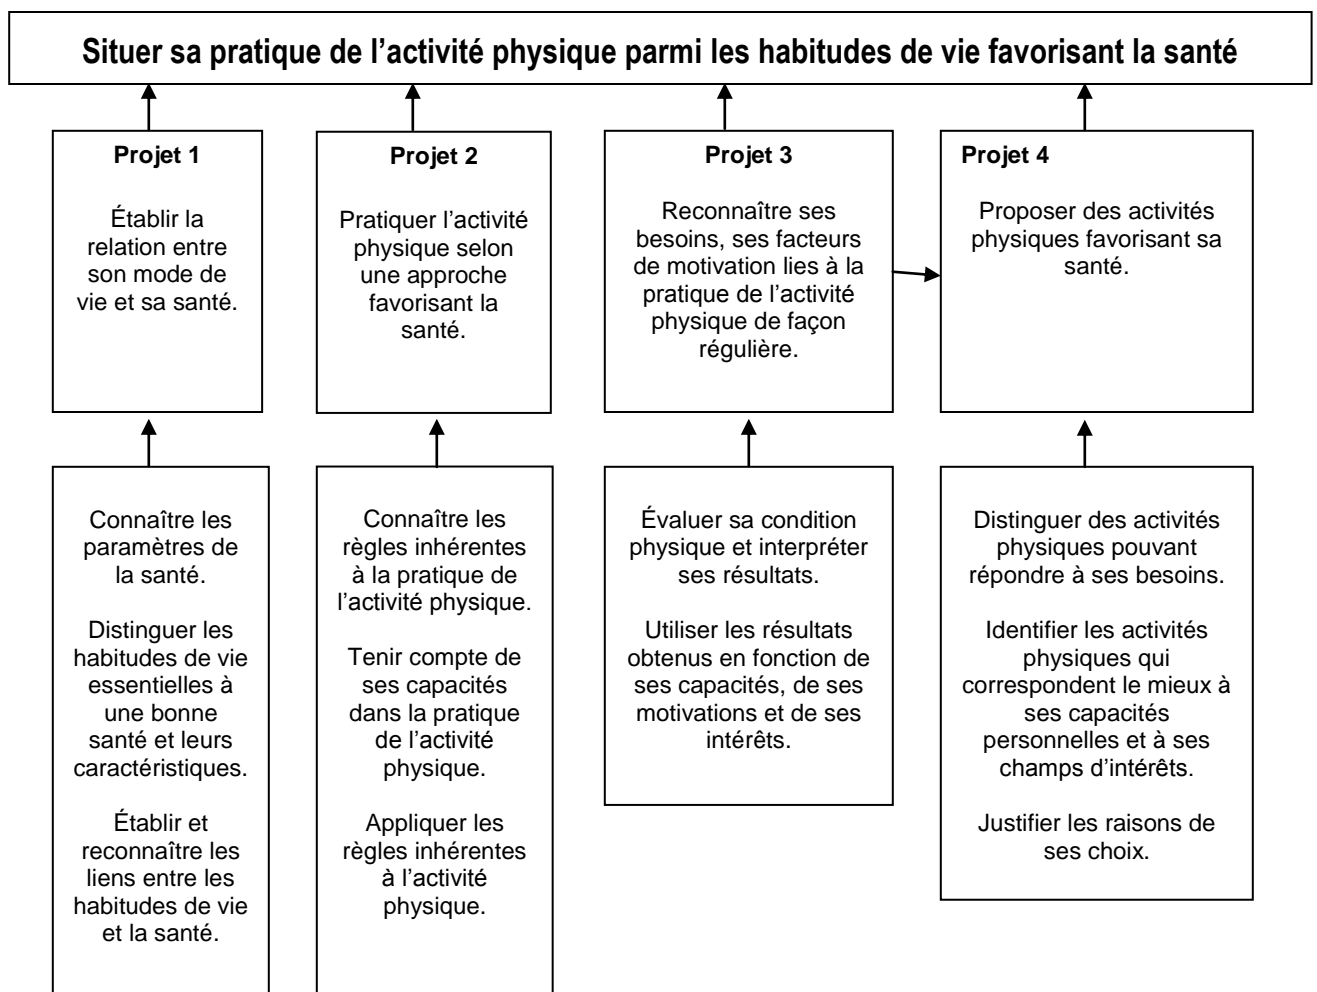 Situer sa pratique de l’activité physique parmi les habitudes de vie favorisant la santé
Projet 1
Établir la
relation entre
son mode de
vie et sa santé.
Projet 2
Pratiquer l’activité
physique selon
une approche
favorisant la
santé.
Projet 3
Reconnaître ses
besoins, ses facteurs
de motivation lies à la
pratique de l’activité
physique de façon
régulière.
Projet 4
Proposer des activités
physiques favorisant sa
santé.
Connaître les
paramètres de
la santé.
Distinguer les
habitudes de vie
essentielles à
une bonne
santé et leurs
caractéristiques.
Établir et
reconnaître les
liens entre les
habitudes de vie
et la santé.
Connaître les
règles inhérentes
à la pratique de
l’activité physique.
Tenir compte de
ses capacités
dans la pratique
de l’activité
physique.
Appliquer les
règles inhérentes
à l’activité
physique.
Évaluer sa condition
physique et interpréter
ses résultats.
Utiliser les résultats
obtenus en fonction de
ses capacités, de ses
motivations et de ses
intérêts.
Distinguer des activités
physiques pouvant
répondre à ses besoins.
Identifier les activités
physiques qui
correspondent le mieux à
ses capacités
personnelles et à ses
champs d’intérêts.
Justifier les raisons de
ses choix.